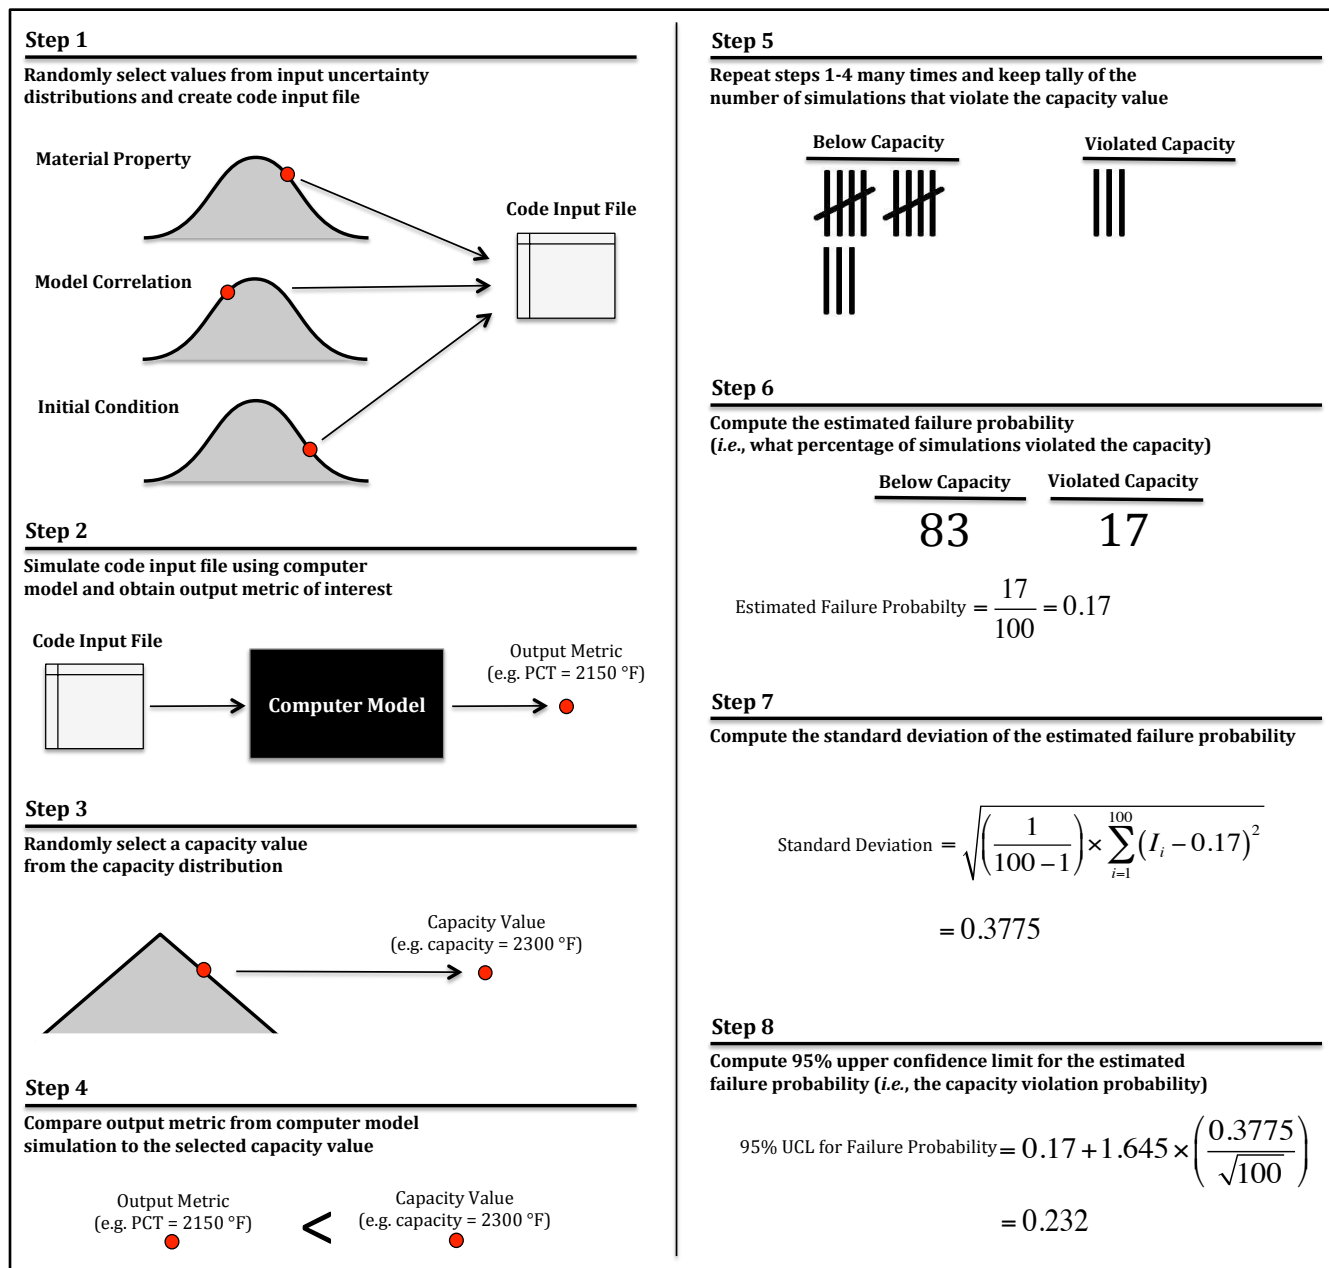 Step 1
Randomly select values from input uncertainty
distributions and create code input file
Material Property
Code Input File
Model Correlation
Initial Condition
Step 2
Simulate code input file using computer
model and obtain output metric of interest
Code Input File
Computer Model
Output Metric
(e.g. PCT = 2150 °F)
Step 3
Randomly select a capacity value
from the capacity distribution
Capacity Value
(e.g. capacity = 2300 °F)
Step 4
Compare output metric from computer model
simulation to the selected capacity value
Output Metric
(e.g. PCT = 2150 °F)
<
Capacity Value
(e.g. capacity = 2300 °F)
Step 5
Repeat steps 1-4 many times and keep tally of the
number of simulations that violate the capacity value
Below Capacity
Violated Capacity
Step 6
Compute the estimated failure probability
(i.e., what percentage of simulations violated the capacity)
Below Capacity
Violated Capacity
83
17
Estimated Failure Probabilty = 17/100 = 0.17
Step 7
Compute the standard deviation of the estimated failure probability
Standard Deviation = √((1/(100 − 1)) × ∑_{i=1}^{100} (I_i − 0.17)²)
= 0.3775
Step 8
Compute 95% upper confidence limit for the estimated
failure probability (i.e., the capacity violation probability)
95% UCL for Failure Probability = 0.17 + 1.645 × (0.3775/√100)
= 0.232